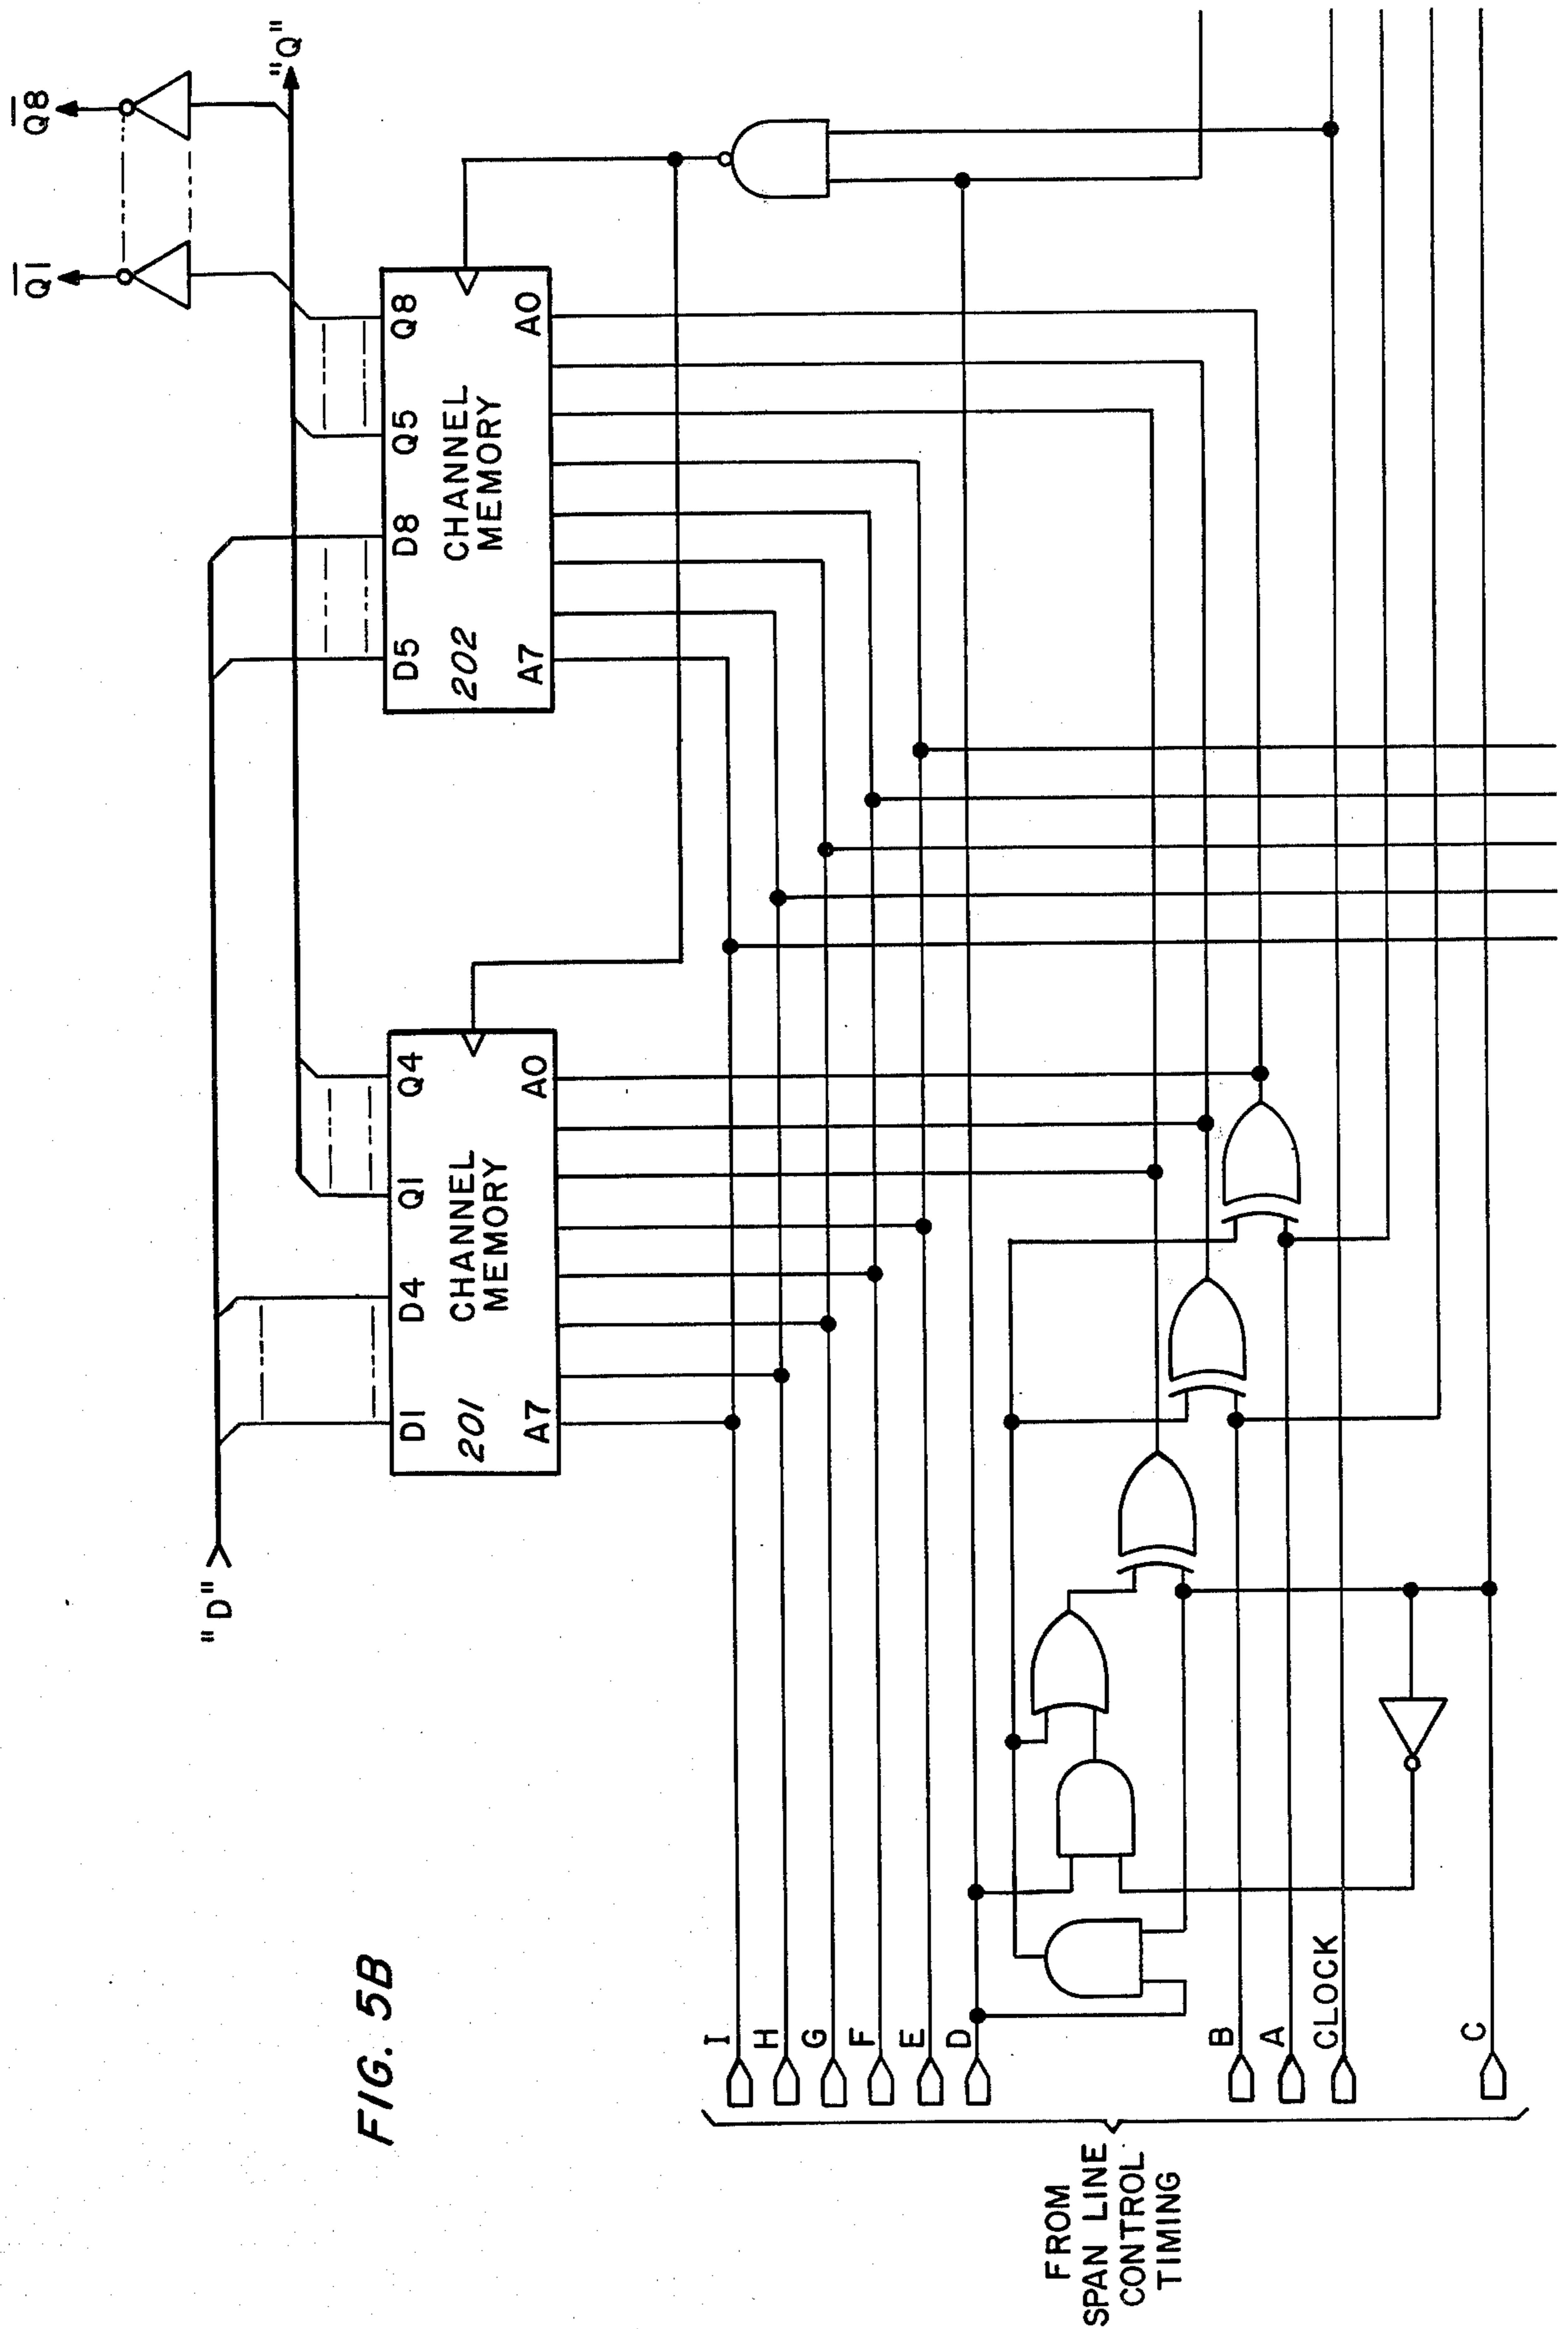 FIG. 5B
"D"
"Q"
Q1
Q8
D1
D4
Q1
Q4
201
CHANNEL
MEMORY
A7
A0
D5
D8
Q5
Q8
202
CHANNEL
MEMORY
A7
A0
FROM
SPAN LINE
CONTROL
TIMING
I
H
G
F
E
D
B
A
CLOCK
C